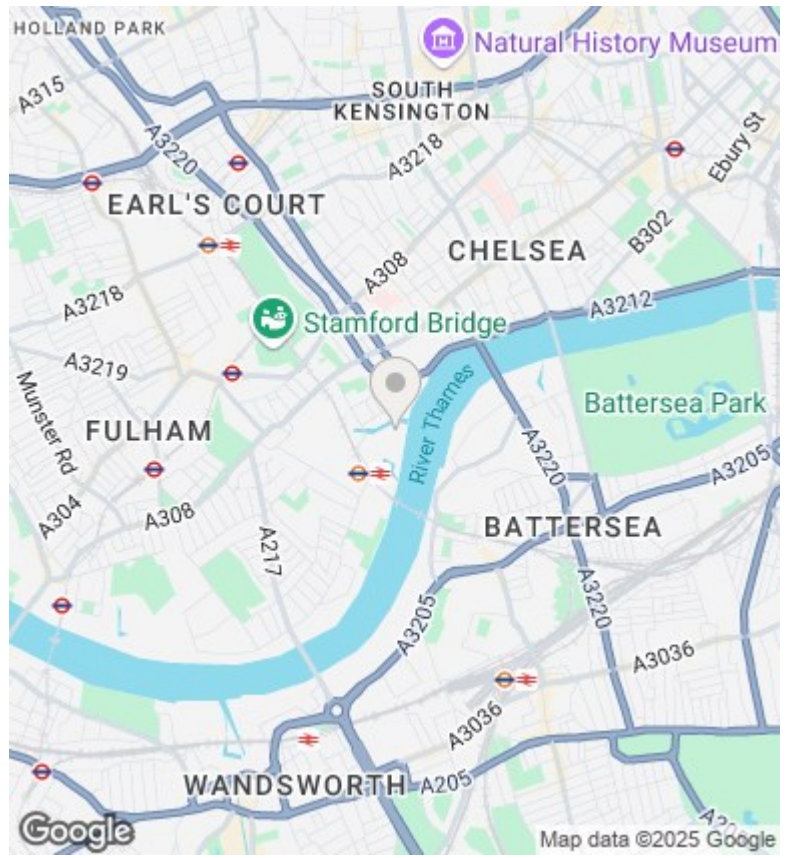 HOLLAND PARK
Natural History Museum
A315
SOUTH
KENSINGTON
A3220
A3218
Ebury St
EARL'S COURT
B302
CHELSEA
A308
A3218
A3212
Stamford Bridge
A3219
River Thames
Munster Rd
Battersea Park
FULHAM
A3220
A3205
A304
A308
A217
BATTERSEA
A3205
A3220
A3036
A3036
WANDSWORTH
A205
Google
Map data ©2025 Google